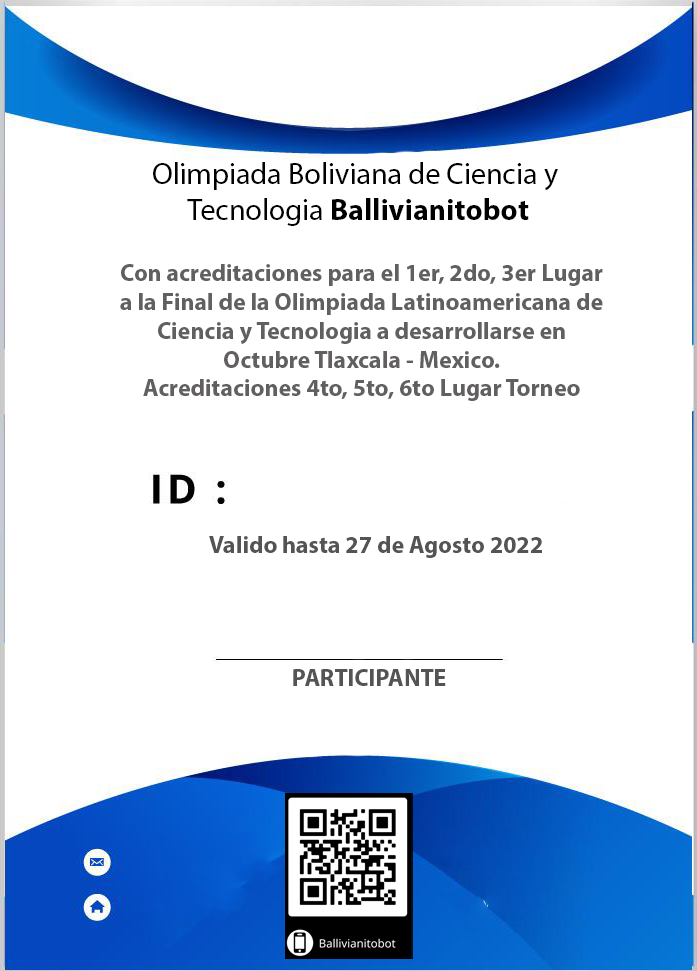 Olimpiada Boliviana de Ciencia y
Tecnologia Ballivianitobot
Con acreditaciones para el 1er, 2do, 3er Lugar
a la Final de la Olimpiada Latinoamericana de
Ciencia y Tecnologia a desarrollarse en
Octubre Tlaxcala - Mexico.
Acreditaciones 4to, 5to, 6to Lugar Torneo
ID :
Valido hasta 27 de Agosto 2022
PARTICIPANTE
Ballivianitobot